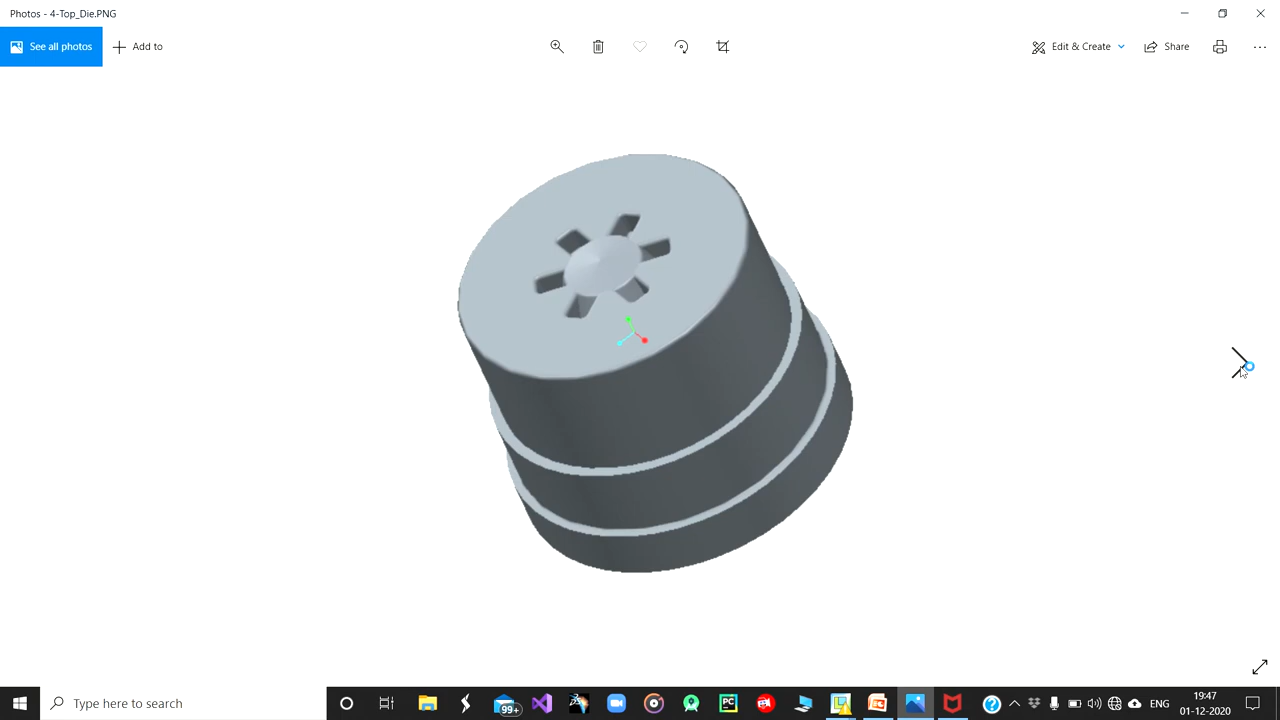 Photos - 4-Top_Die.PNG
See all photos
Add to
Edit & Create
Share
Type here to search
99+
PC
ENG
19:47
01-12-2020